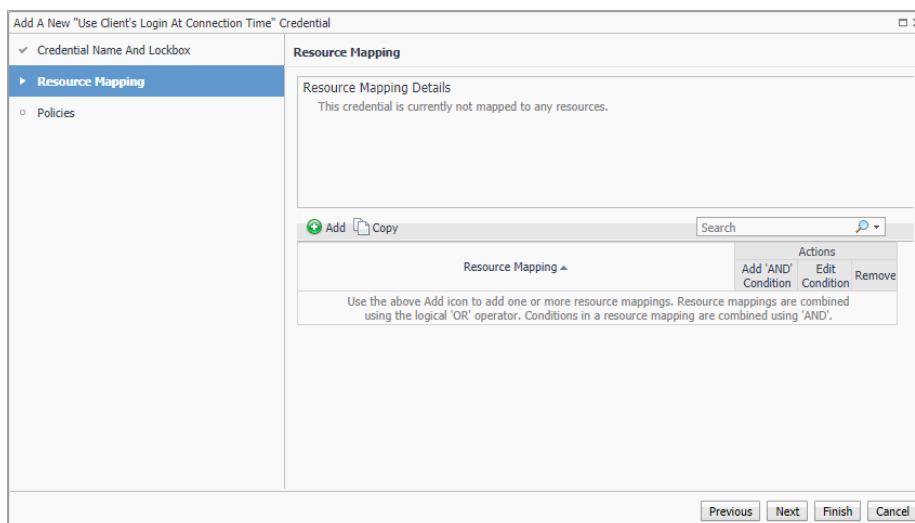 Add A New "Use Client's Login At Connection Time" Credential
Credential Name And Lockbox
Resource Mapping
Policies
Resource Mapping
Resource Mapping Details
This credential is currently not mapped to any resources.
Add Copy Search
Resource Mapping
Actions
Add 'AND' Condition
Edit Condition
Remove
Use the above Add icon to add one or more resource mappings. Resource mappings are combined
using the logical 'OR' operator. Conditions in a resource mapping are combined using 'AND'.
Previous Next Finish Cancel